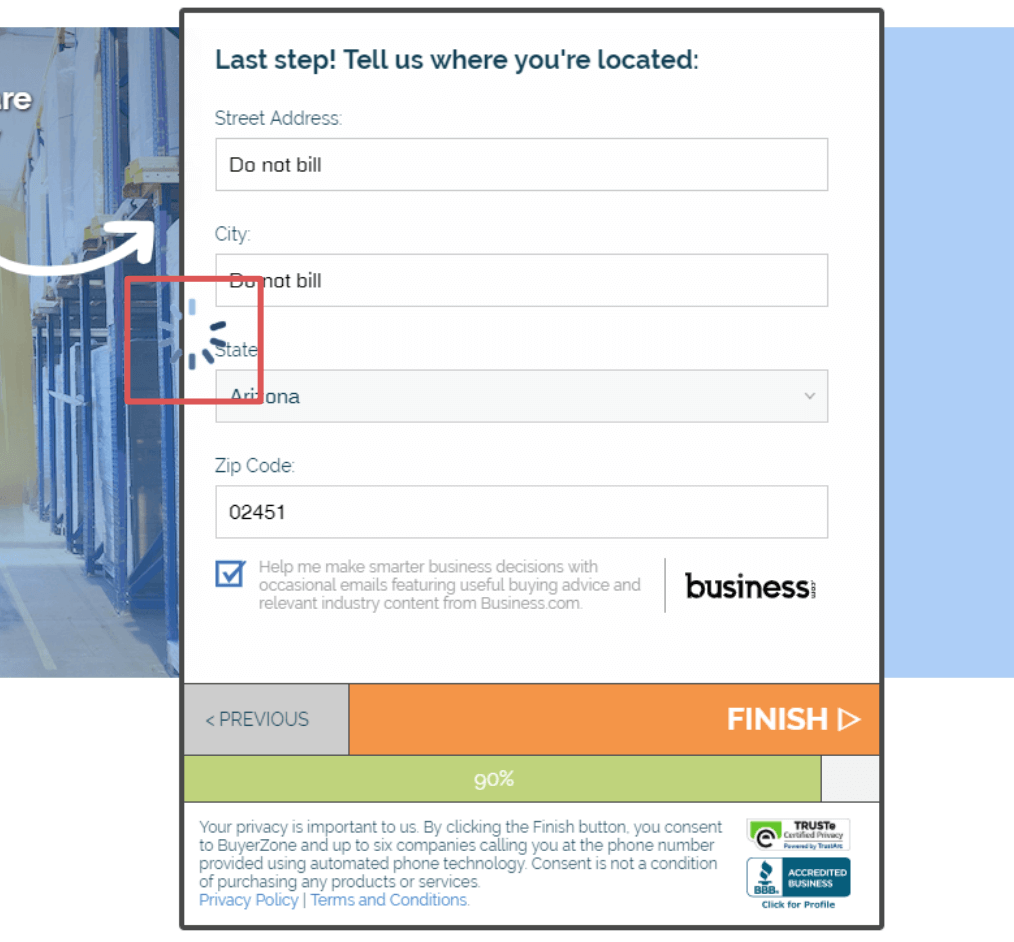 Last step! Tell us where you're located:
Street Address:
Do not bill
City:
Do not bill
State
Arizona
Zip Code:
02451
Help me make smarter business decisions with
occasional emails featuring useful buying advice and
relevant industry content from Business.com.
business
< PREVIOUS
FINISH
90%
Your privacy is important to us. By clicking the Finish button, you consent
to BuyerZone and up to six companies calling you at the phone number
provided using automated phone technology. Consent is not a condition
of purchasing any products or services.
Privacy Policy | Terms and Conditions.
TRUSTe
Certified Privacy
Powered by TrustArc
BBB.
ACCREDITED
BUSINESS
Click for Profile